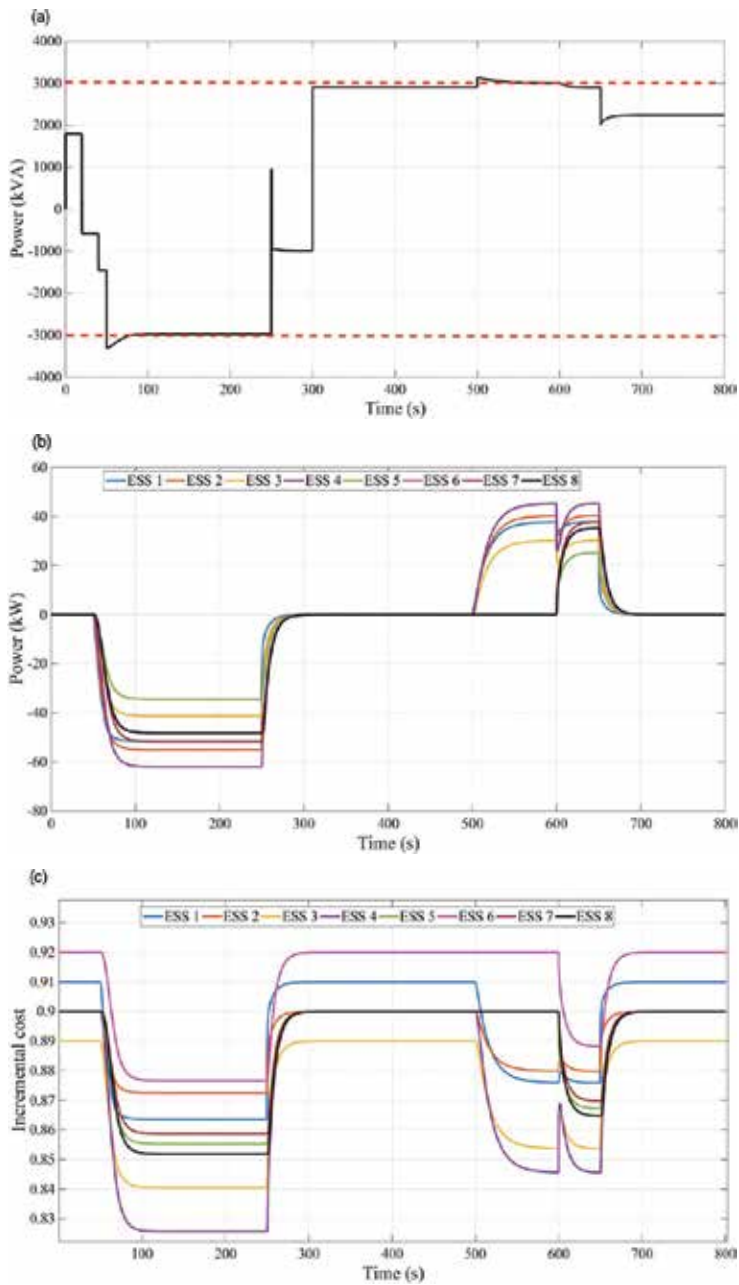 (a)
4000
3000
2000
1000
0
-1000
-2000
-3000
-4000
Power (kVA)
0 100 200 300 400 500 600 700 800
Time (s)
(b)
ESS 1 ESS 2 ESS 3 ESS 4 ESS 5 ESS 6 ESS 7 ESS 8
60
40
20
0
-20
-40
-60
-80
Power (kW)
0 100 200 300 400 500 600 700 800
Time (s)
(c)
ESS 1 ESS 2 ESS 3 ESS 4 ESS 5 ESS 6 ESS 7 ESS 8
0.93
0.92
0.91
0.9
0.89
0.88
0.87
0.86
0.85
0.84
0.83
Incremental cost
100 200 300 400 500 600 700 800
Time (s)